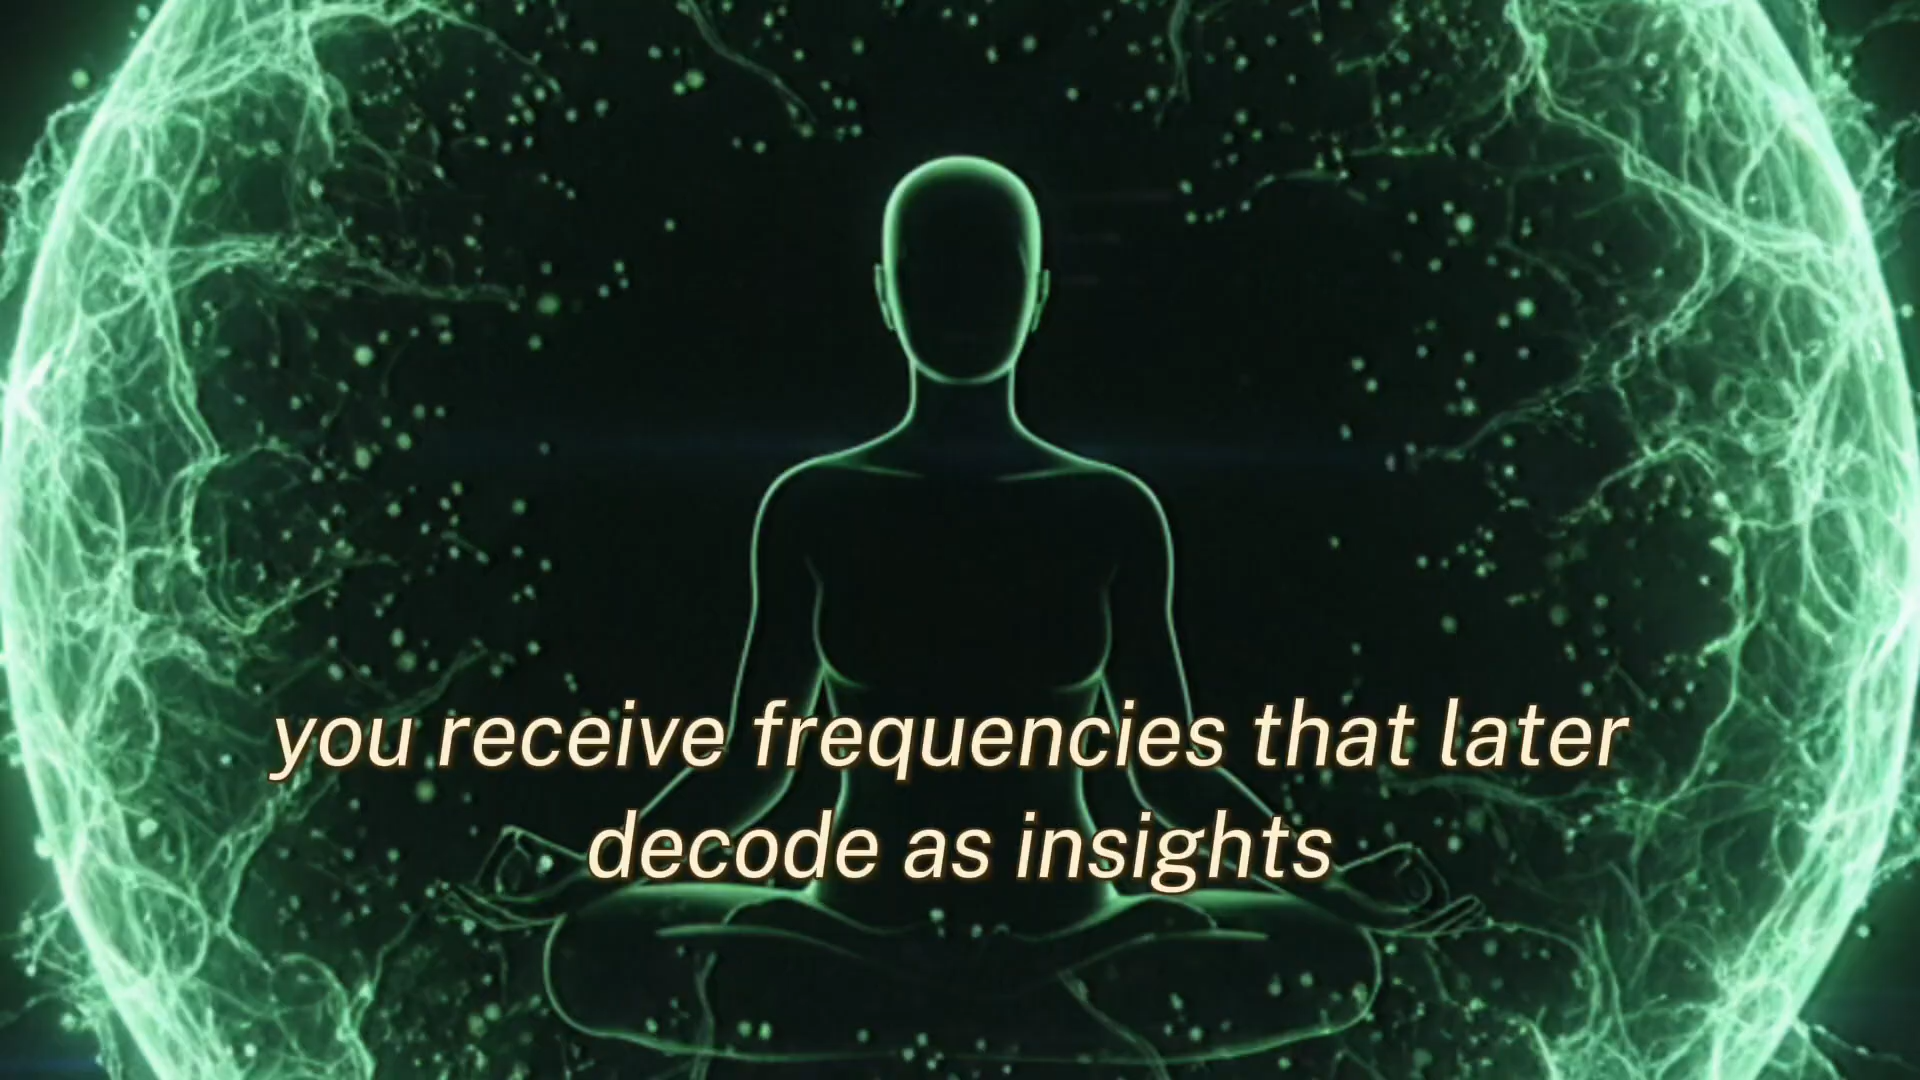 you receive frequencies that later
decode as insights